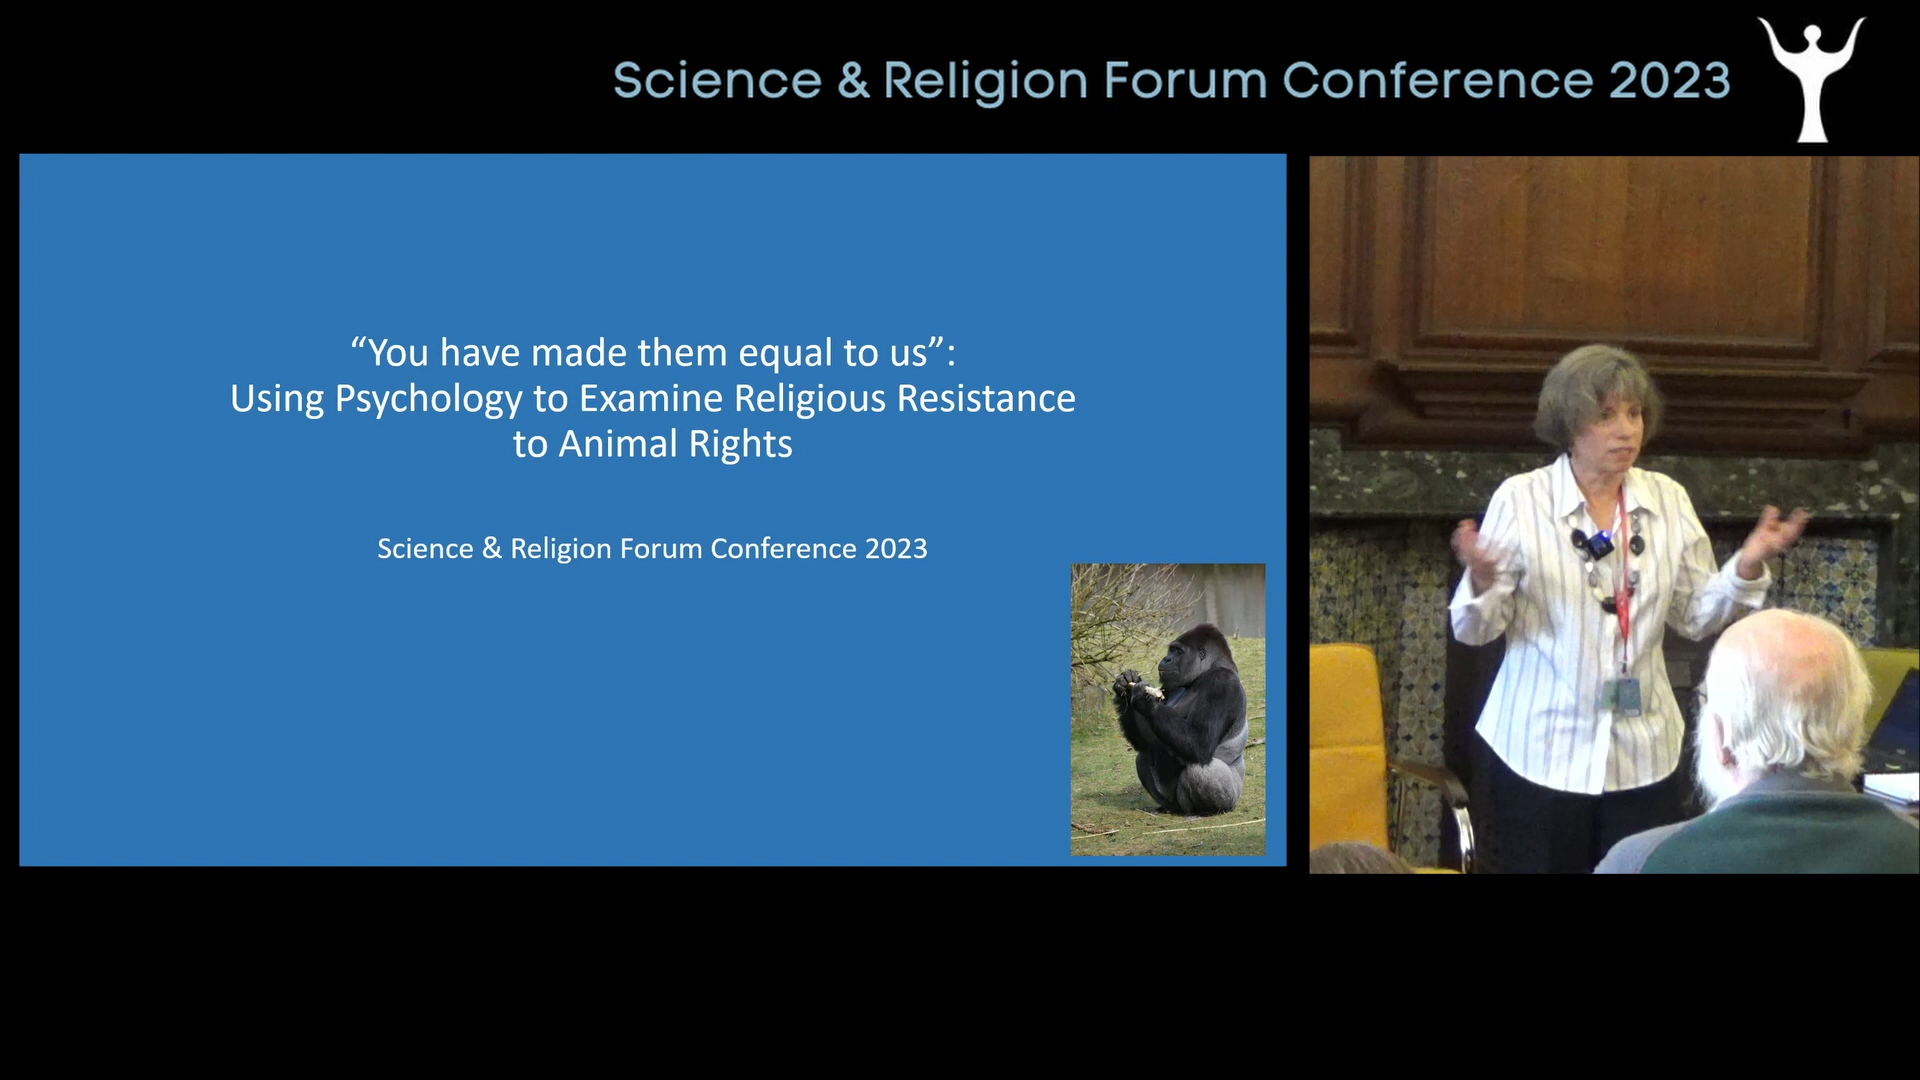 Science & Religion Forum Conference 2023
“You have made them equal to us”:
Using Psychology to Examine Religious Resistance
to Animal Rights
Science & Religion Forum Conference 2023